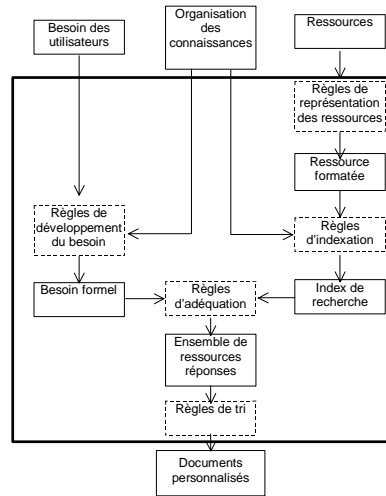 Besoin des
utilisateurs
Organisation
des
connaissances
Ressources
Règles de
représentation
des ressources
Ressource
formatée
Règles de
développement
du besoin
Règles
d'indexation
Besoin formel
Règles
d'adéquation
Index de
recherche
Ensemble de
ressources
réponses
Règles de tri
Documents
personnalisés